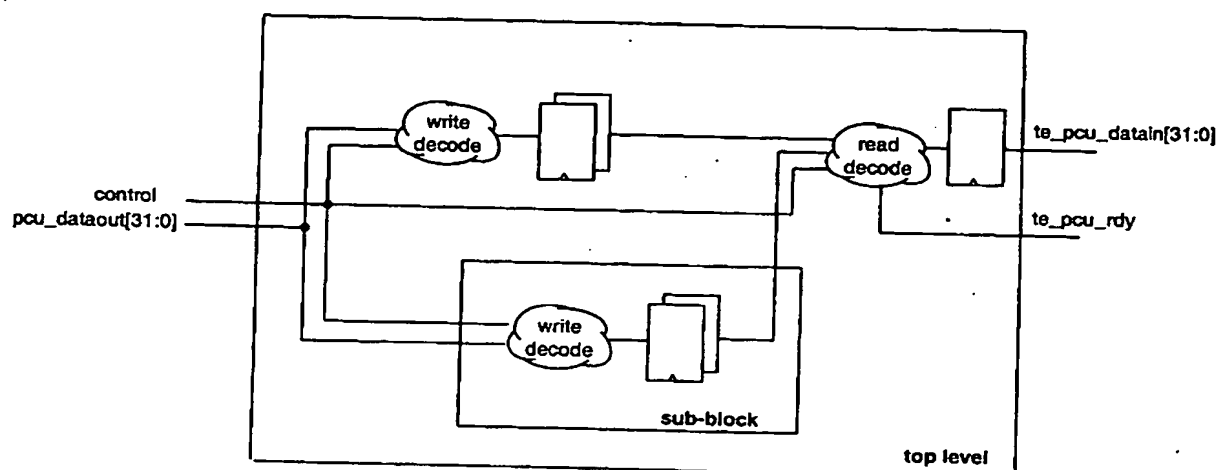 write
decode
read
decode
te_pcu_datain[31:0]
control
pcu_dataout[31:0]
te_pcu_rdy
write
decode
sub-block
top level